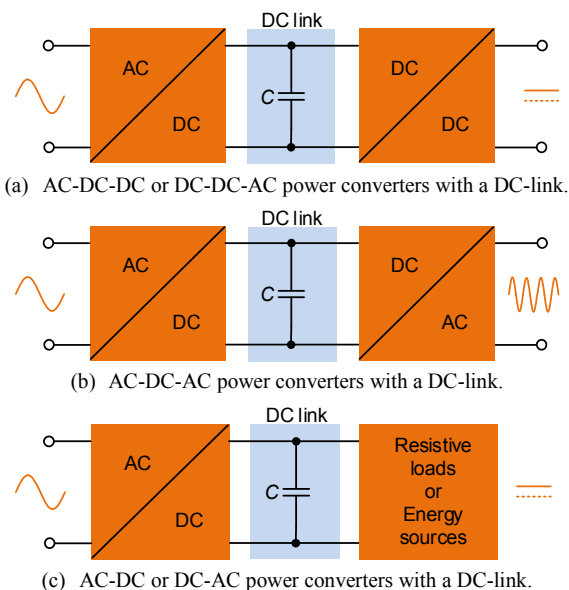 DC link
AC
DC
C
DC
DC
(a) AC-DC-DC or DC-DC-AC power converters with a DC-link.
DC link
AC
DC
C
DC
AC
(b) AC-DC-AC power converters with a DC-link.
DC link
AC
DC
C
Resistive
loads
or
Energy
sources
(c) AC-DC or DC-AC power converters with a DC-link.